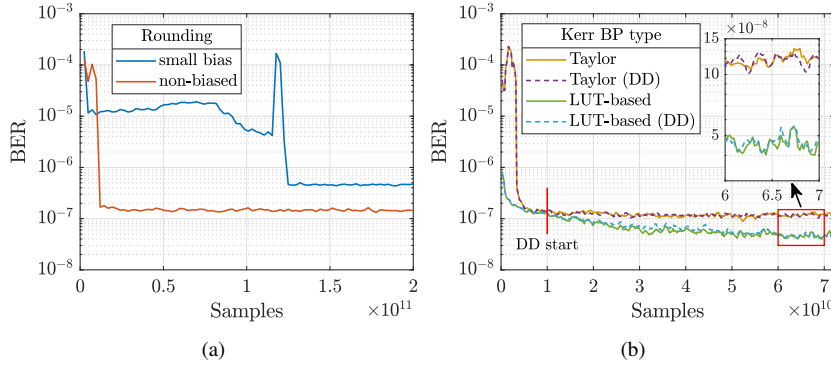 10⁻³
10⁻⁴
10⁻⁵
10⁻⁶
10⁻⁷
10⁻⁸
BER
Rounding
small bias
non-biased
0
0.5
1
1.5
2
Samples
×10¹¹
(a)
10⁻³
10⁻⁴
10⁻⁵
10⁻⁶
10⁻⁷
10⁻⁸
BER
Kerr BP type
Taylor
Taylor (DD)
LUT-based
LUT-based (DD)
15
×10⁻⁸
10
5
6
6.5
7
DD start
0
1
2
3
4
5
6
7
Samples
×10¹⁰
(b)